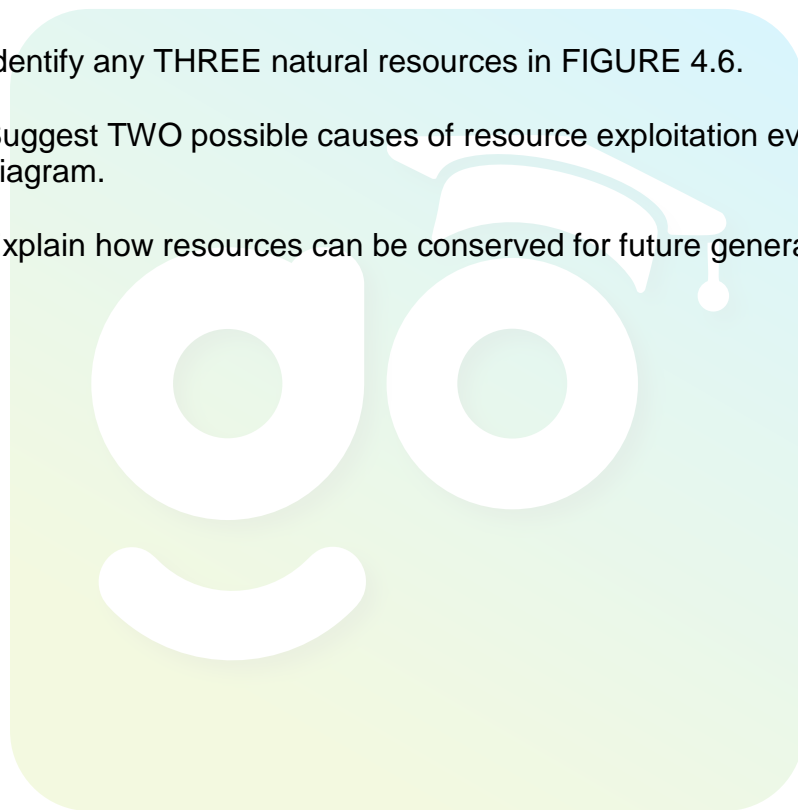 dentify any THREE natural resources in FIGURE 4.6.
uggest TWO possible causes of resource exploitation ev
iagram.
xplain how resources can be conserved for future genera
go